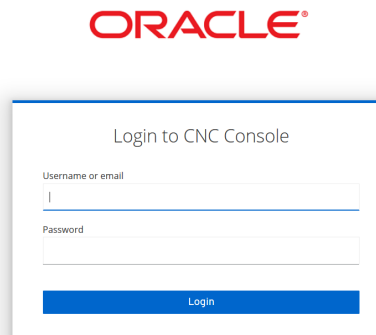 ORACLE®
Login to CNC Console
Username or email
Password
Login